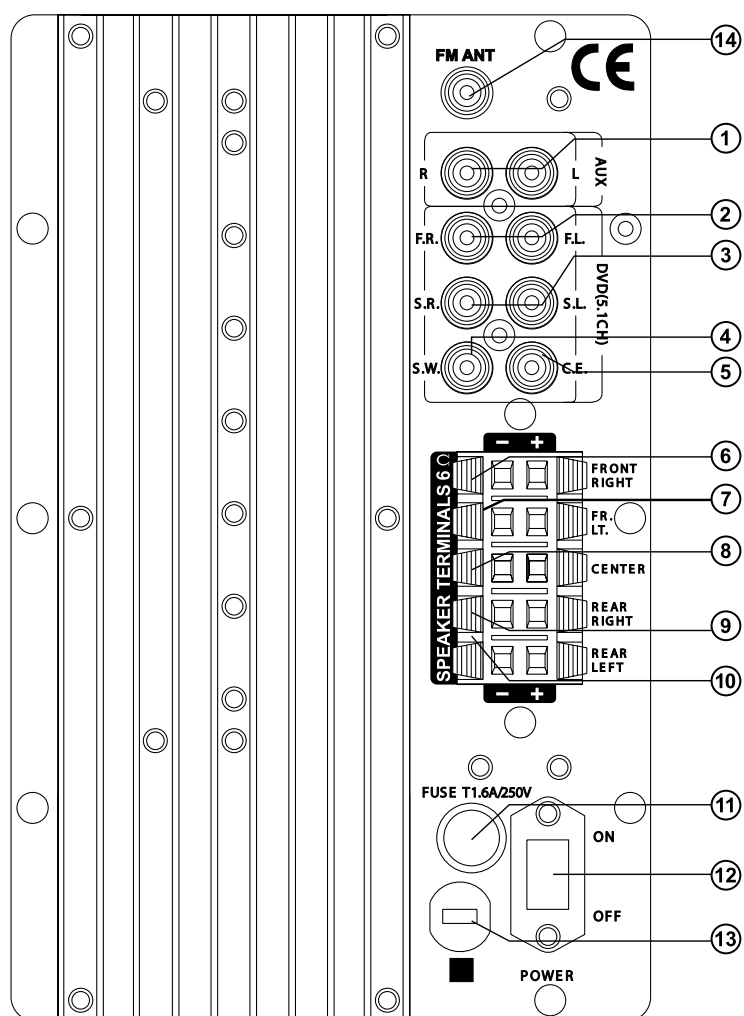 FM ANT
CE
14
1
R
L
AUX
2
F.R.
F.L.
3
S.R.
S.L.
DVD(5.1CH)
4
S.W.
C.E.
5
− +
SPEAKER TERMINALS 6 Ω
6
FRONT
RIGHT
7
FR.
LT.
8
CENTER
REAR
RIGHT
9
REAR
LEFT
10
− +
FUSE T1.6A/250V
11
ON
12
OFF
13
POWER